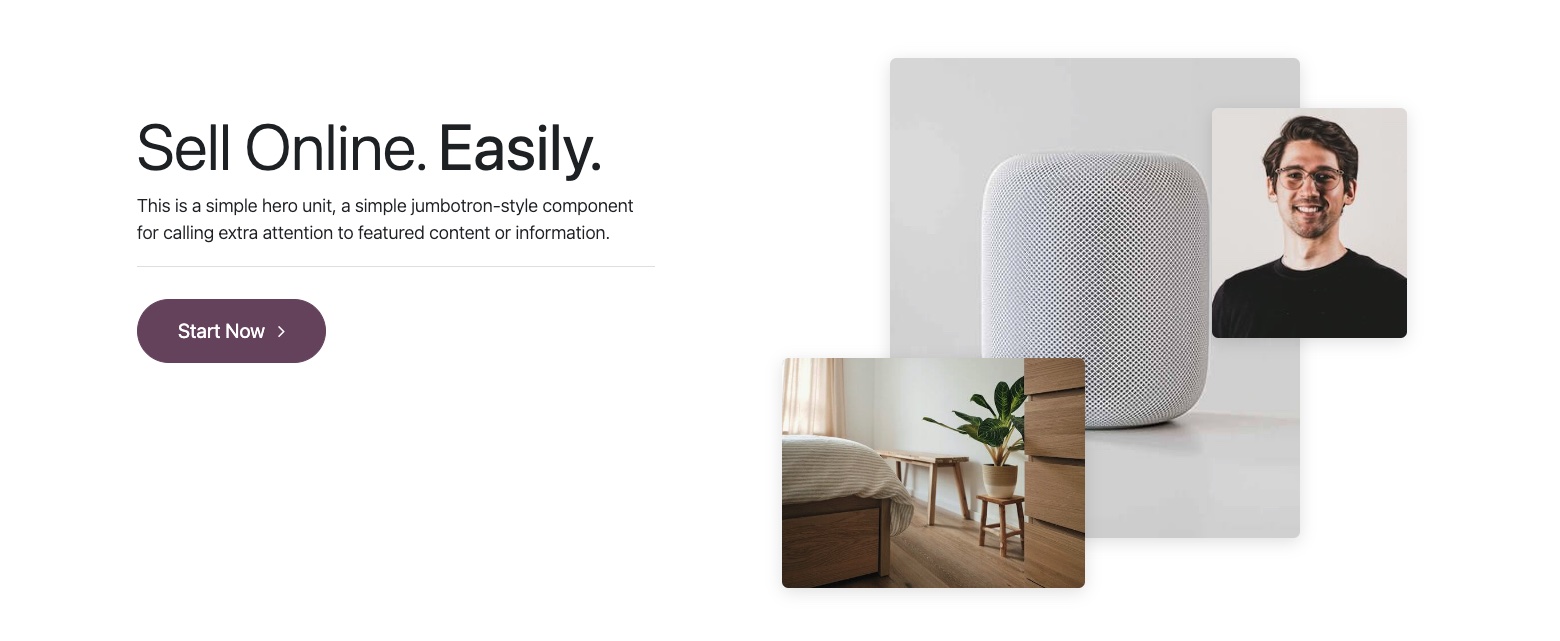 Sell Online. Easily.
This is a simple hero unit, a simple jumbotron-style component
for calling extra attention to featured content or information.
Start Now